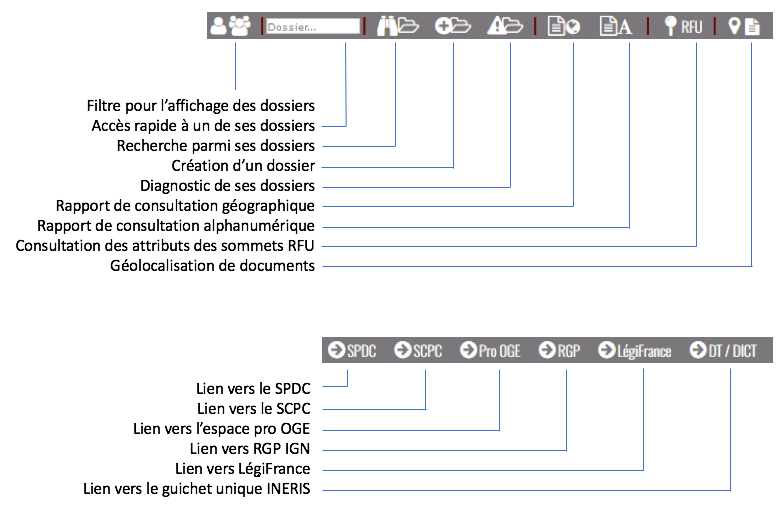 Dossier...
A
RFU
Filtre pour l'affichage des dossiers
Accès rapide à un de ses dossiers
Recherche parmi ses dossiers
Création d'un dossier
Diagnostic de ses dossiers
Rapport de consultation géographique
Rapport de consultation alphanumérique
Consultation des attributs des sommets RFU
Géolocalisation de documents
SPDC SCPC Pro OGE RGP LégiFrance DT / DICT
Lien vers le SPDC
Lien vers le SCPC
Lien vers l'espace pro OGE
Lien vers RGP IGN
Lien vers LégiFrance
Lien vers le guichet unique INERIS